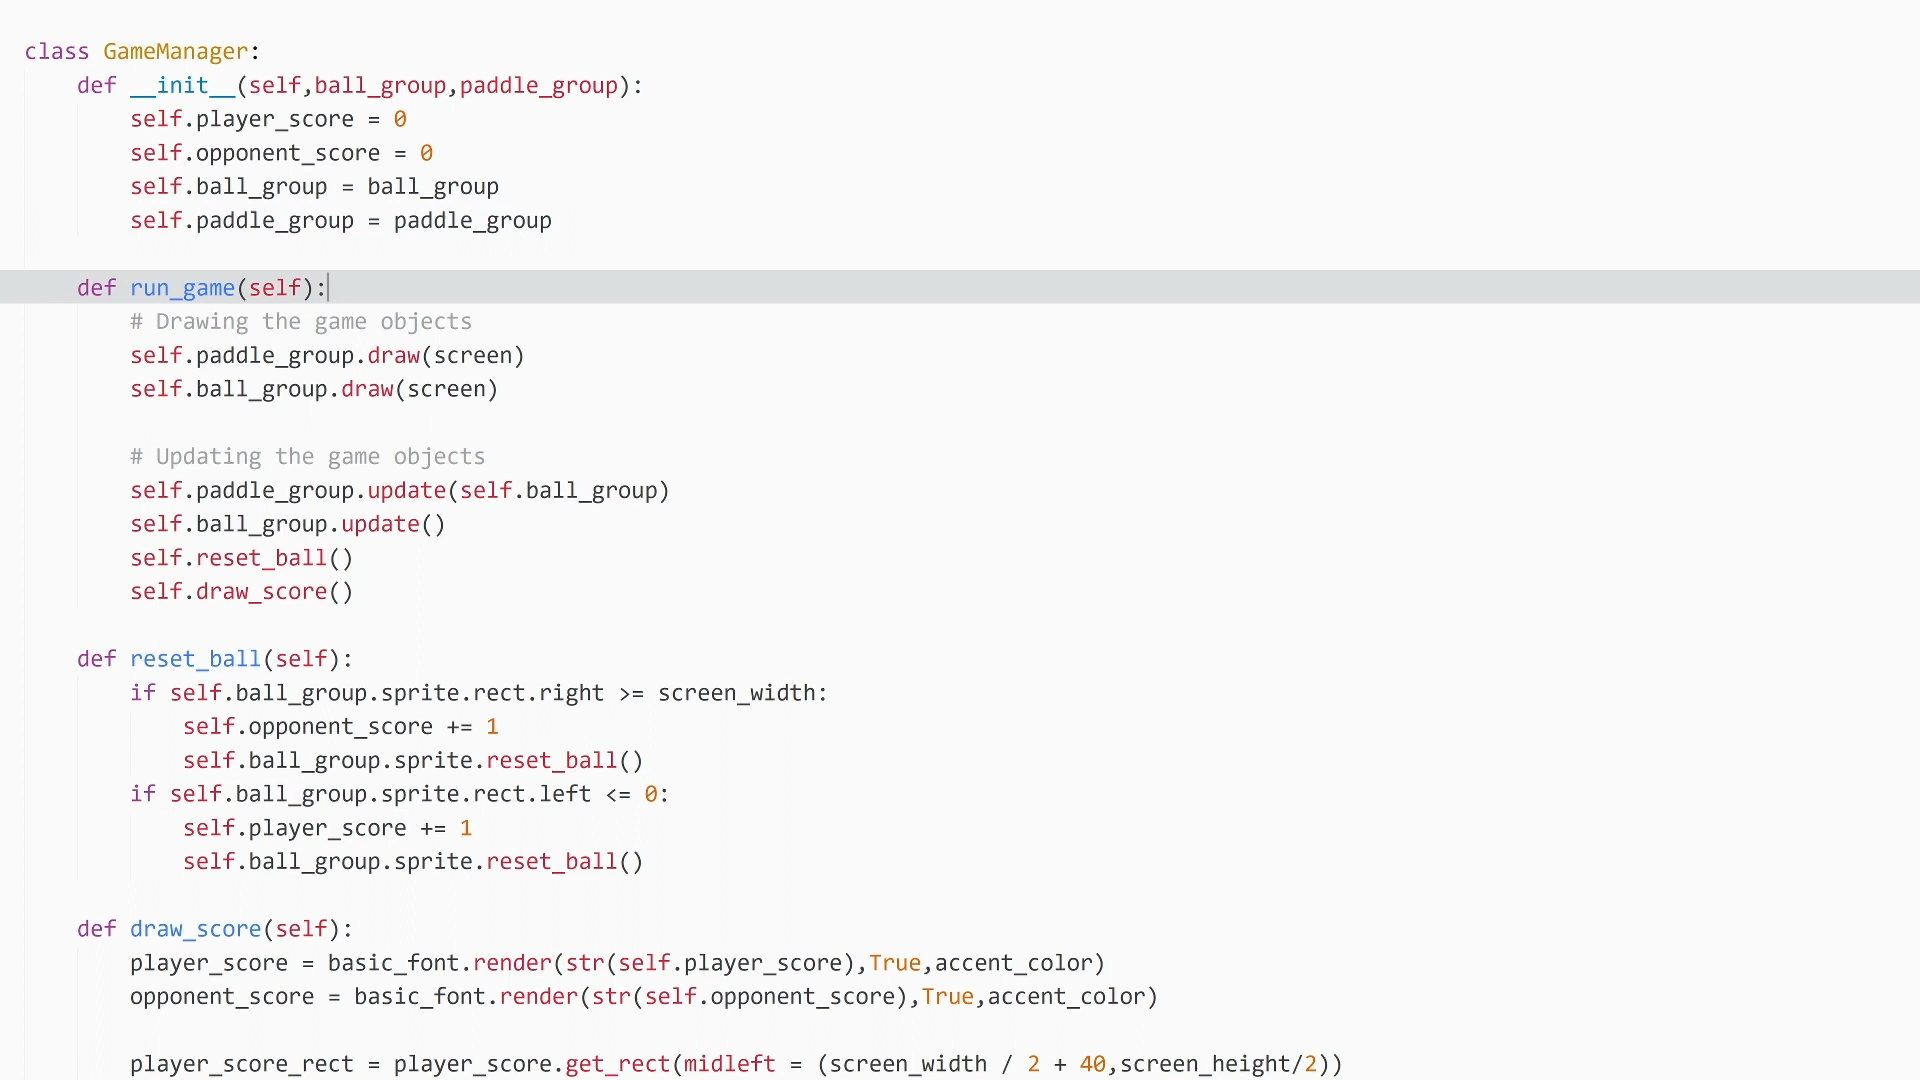 class GameManager:
    def __init__(self,ball_group,paddle_group):
        self.player_score = 0
        self.opponent_score = 0
        self.ball_group = ball_group
        self.paddle_group = paddle_group

    def run_game(self):
        # Drawing the game objects
        self.paddle_group.draw(screen)
        self.ball_group.draw(screen)

        # Updating the game objects
        self.paddle_group.update(self.ball_group)
        self.ball_group.update()
        self.reset_ball()
        self.draw_score()

    def reset_ball(self):
        if self.ball_group.sprite.rect.right >= screen_width:
            self.opponent_score += 1
            self.ball_group.sprite.reset_ball()
        if self.ball_group.sprite.rect.left <= 0:
            self.player_score += 1
            self.ball_group.sprite.reset_ball()

    def draw_score(self):
        player_score = basic_font.render(str(self.player_score),True,accent_color)
        opponent_score = basic_font.render(str(self.opponent_score),True,accent_color)

        player_score_rect = player_score.get_rect(midleft = (screen_width / 2 + 40,screen_height/2))